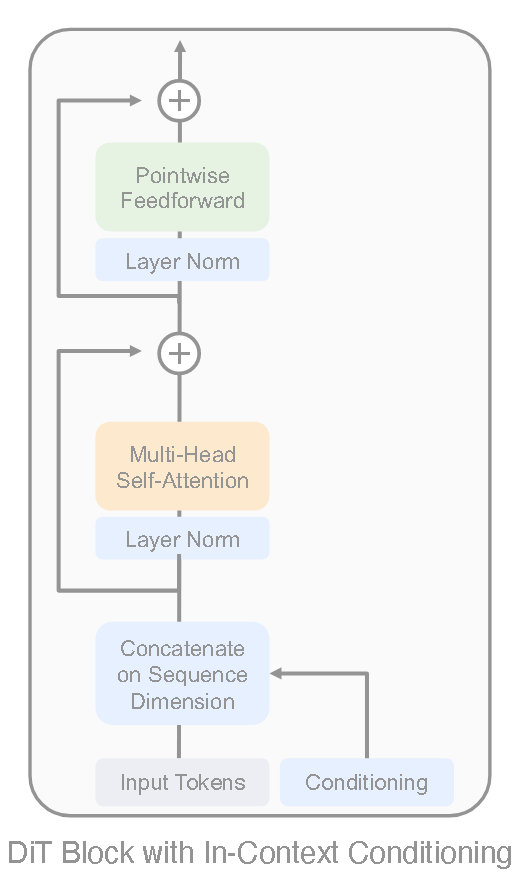 Pointwise
Feedforward
Layer Norm
Multi-Head
Self-Attention
Layer Norm
Concatenate
on Sequence
Dimension
Input Tokens
Conditioning
DiT Block with In-Context Conditioning